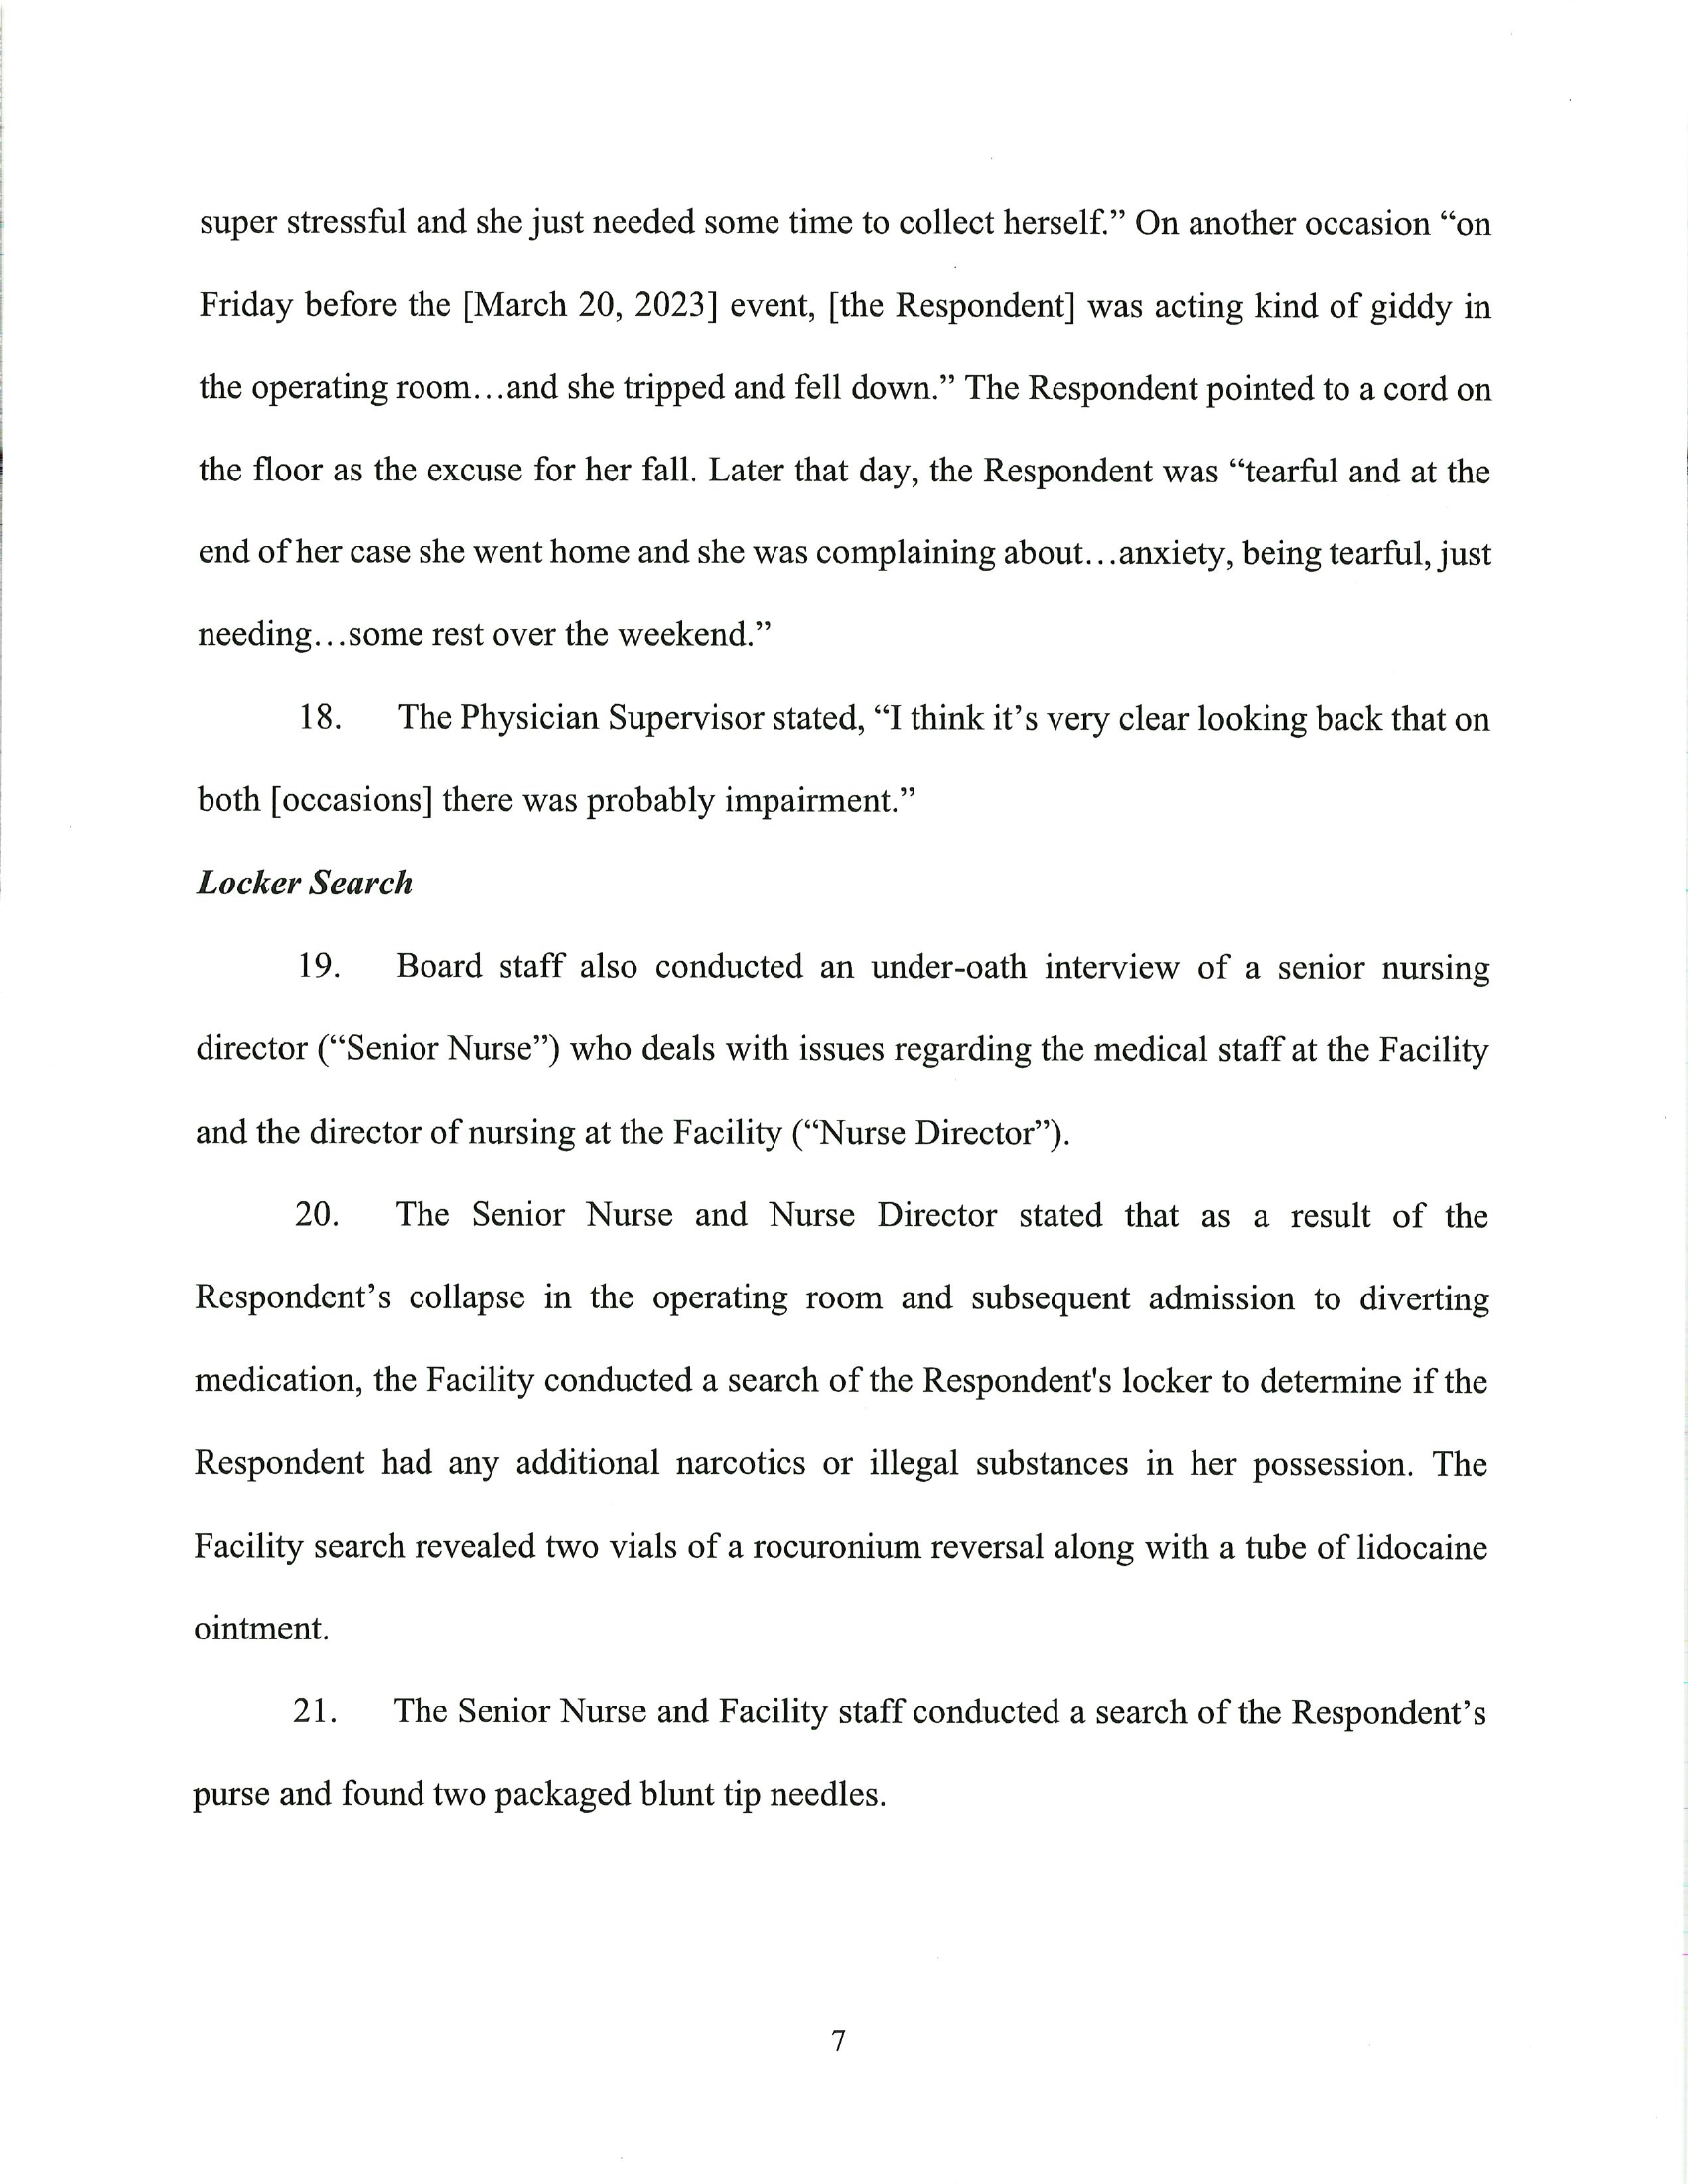 super stressful and she just needed some time to collect herself.” On another occasion “on
Friday before the [March 20, 2023] event, [the Respondent] was acting kind of giddy in
the operating room…and she tripped and fell down.” The Respondent pointed to a cord on
the floor as the excuse for her fall. Later that day, the Respondent was “tearful and at the
end of her case she went home and she was complaining about…anxiety, being tearful, just
needing…some rest over the weekend.”
18. The Physician Supervisor stated, “I think it’s very clear looking back that on
both [occasions] there was probably impairment.”
Locker Search
19. Board staff also conducted an under-oath interview of a senior nursing
director (“Senior Nurse”) who deals with issues regarding the medical staff at the Facility
and the director of nursing at the Facility (“Nurse Director”).
20. The Senior Nurse and Nurse Director stated that as a result of the
Respondent’s collapse in the operating room and subsequent admission to diverting
medication, the Facility conducted a search of the Respondent's locker to determine if the
Respondent had any additional narcotics or illegal substances in her possession. The
Facility search revealed two vials of a rocuronium reversal along with a tube of lidocaine
ointment.
21. The Senior Nurse and Facility staff conducted a search of the Respondent’s
purse and found two packaged blunt tip needles.
7